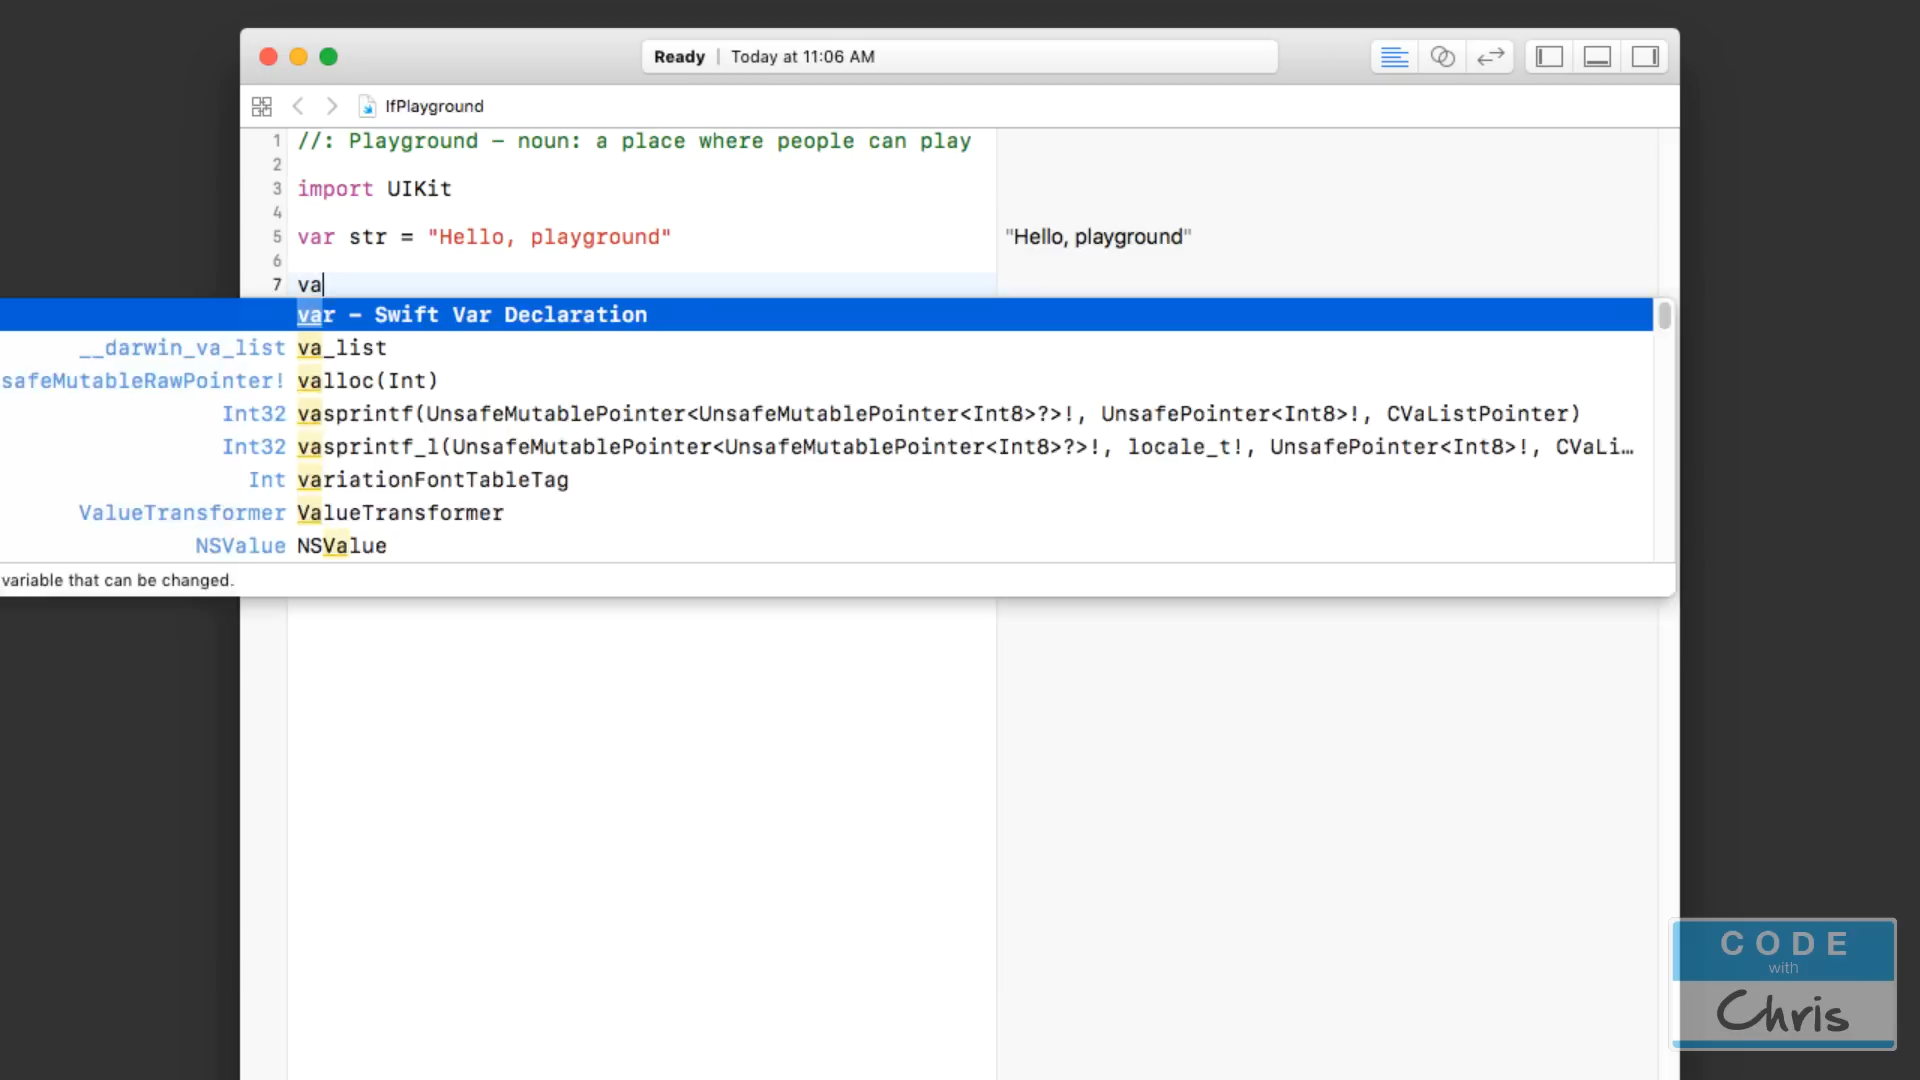 Ready | Today at 11:06 AM
IfPlayground
1 //: Playground – noun: a place where people can play
2
3 import UIKit
4
5 var str = "Hello, playground" "Hello, playground"
6
7 va
var – Swift Var Declaration
__darwin_va_list va_list
safeMutableRawPointer! valloc(Int)
Int32 vasprintf(UnsafeMutablePointer<UnsafeMutablePointer<Int8>?>!, UnsafePointer<Int8>!, CVaListPointer)
Int32 vasprintf_l(UnsafeMutablePointer<UnsafeMutablePointer<Int8>?>!, locale_t!, UnsafePointer<Int8>!, CVaLi…
Int variationFontTableTag
ValueTransformer ValueTransformer
NSValue NSValue
variable that can be changed.
CODE
with
Chris